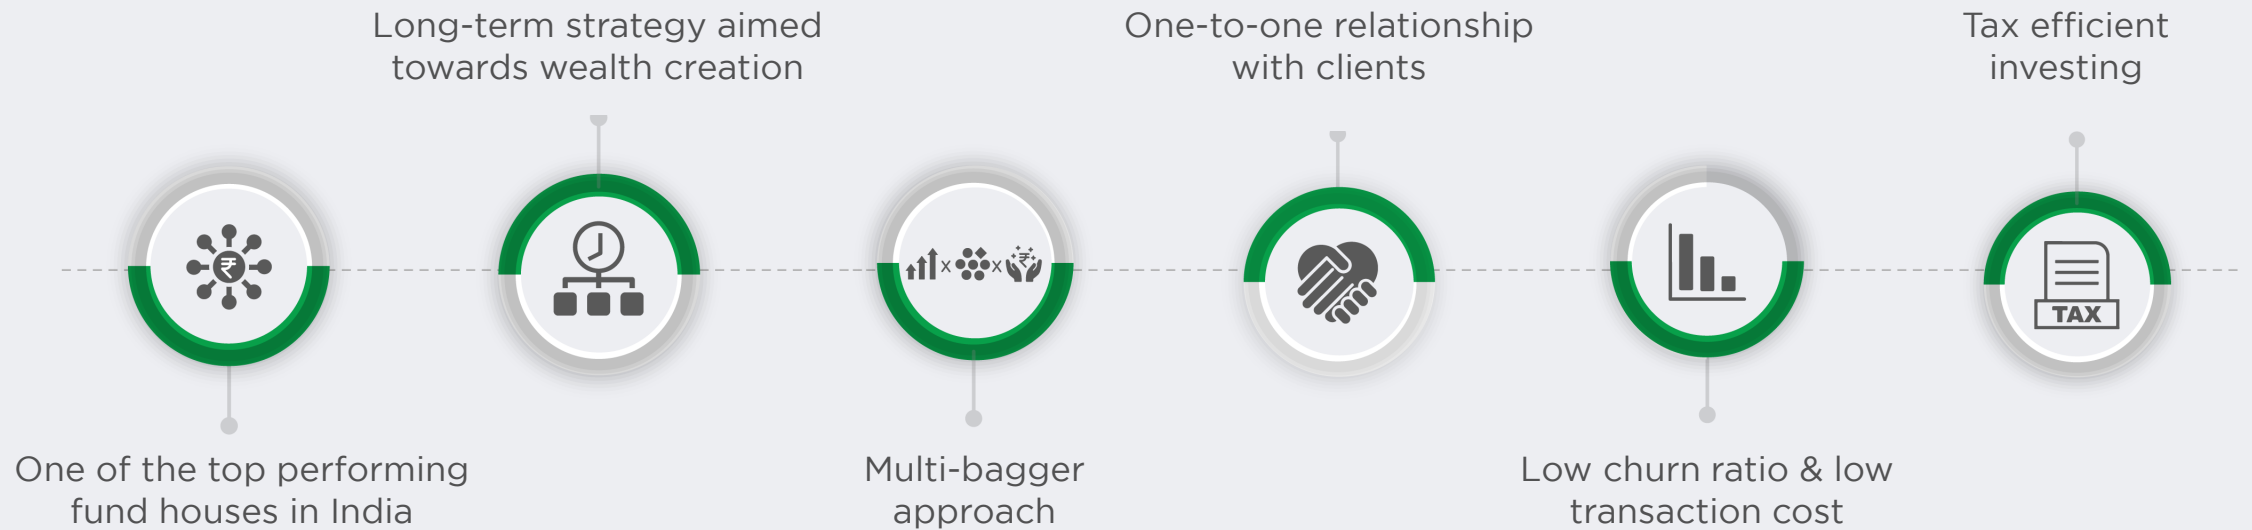 Long-term strategy aimed
towards wealth creation
One-to-one relationship
with clients
Tax efficient
investing
₹
x
x
₹
TAX
One of the top performing
fund houses in India
Multi-bagger
approach
Low churn ratio & low
transaction cost